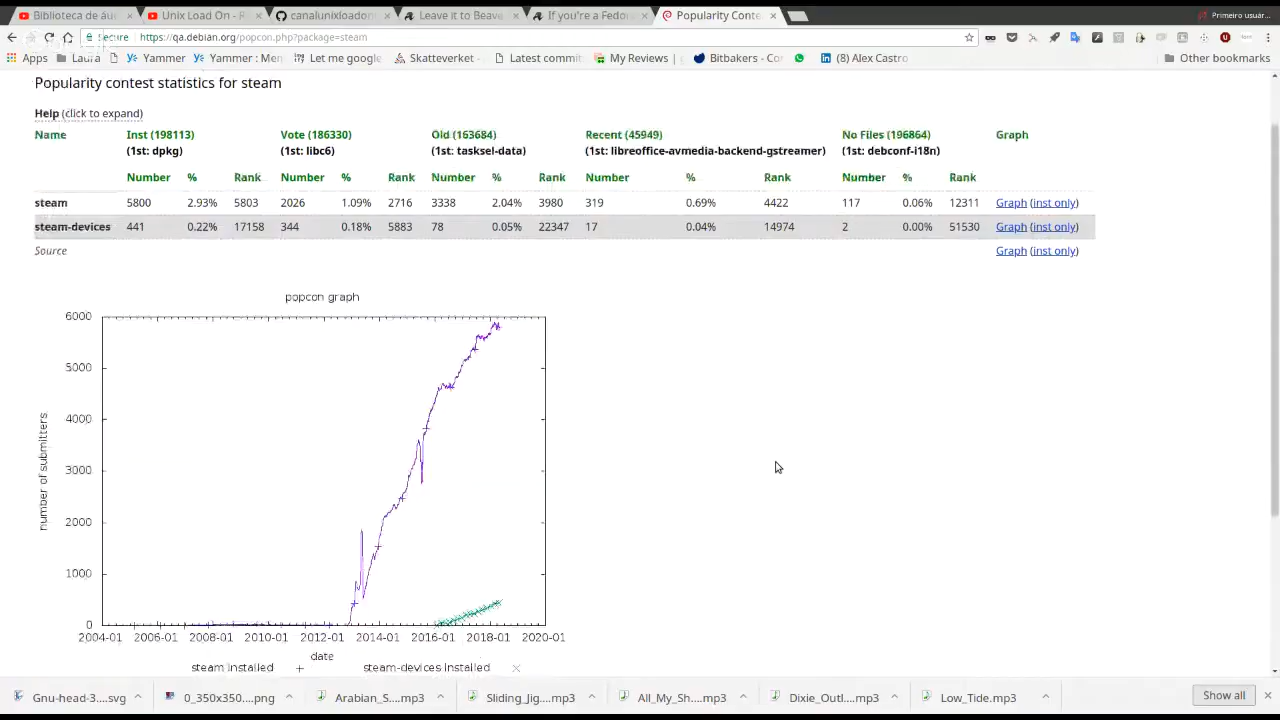 Biblioteca de áu
Unix Load On - R
canalunixloadon
Leave it to Beave
If you're a Fedou
Popularity Conte
Primeiro usuár...
Secure
https://qa.debian.org/popcon.php?package=steam
Apps
Laura
Yammer
Yammer : Men
Let me google
Skatteverket -
Latest commit
My Reviews
Bitbakers - Cor
(8) Alex Castro
Other bookmarks
Popularity contest statistics for steam
Help (click to expand)
Name Inst (198113) Vote (186330) Old (163684) Recent (45949) No Files (196864) Graph
(1st: dpkg) (1st: libc6) (1st: tasksel-data) (1st: libreoffice-avmedia-backend-gstreamer) (1st: debconf-i18n)
Number % Rank Number % Rank Number % Rank Number % Rank Number % Rank
steam 5800 2.93% 5803 2026 1.09% 2716 3338 2.04% 3980 319 0.69% 4422 117 0.06% 12311 Graph (inst only)
steam-devices 441 0.22% 17158 344 0.18% 5883 78 0.05% 22347 17 0.04% 14974 2 0.00% 51530 Graph (inst only)
Source Graph (inst only)
popcon graph
6000
5000
4000
3000
2000
1000
0
number of submitters
2004-01 2006-01 2008-01 2010-01 2012-01 2014-01 2016-01 2018-01 2020-01
date
steam installed
steam-devices installed
Gnu-head-3....svg
0_350x350....png
Arabian_S....mp3
Sliding_Jig....mp3
All_My_Sh....mp3
Dixie_Outl....mp3
Low_Tide.mp3
Show all